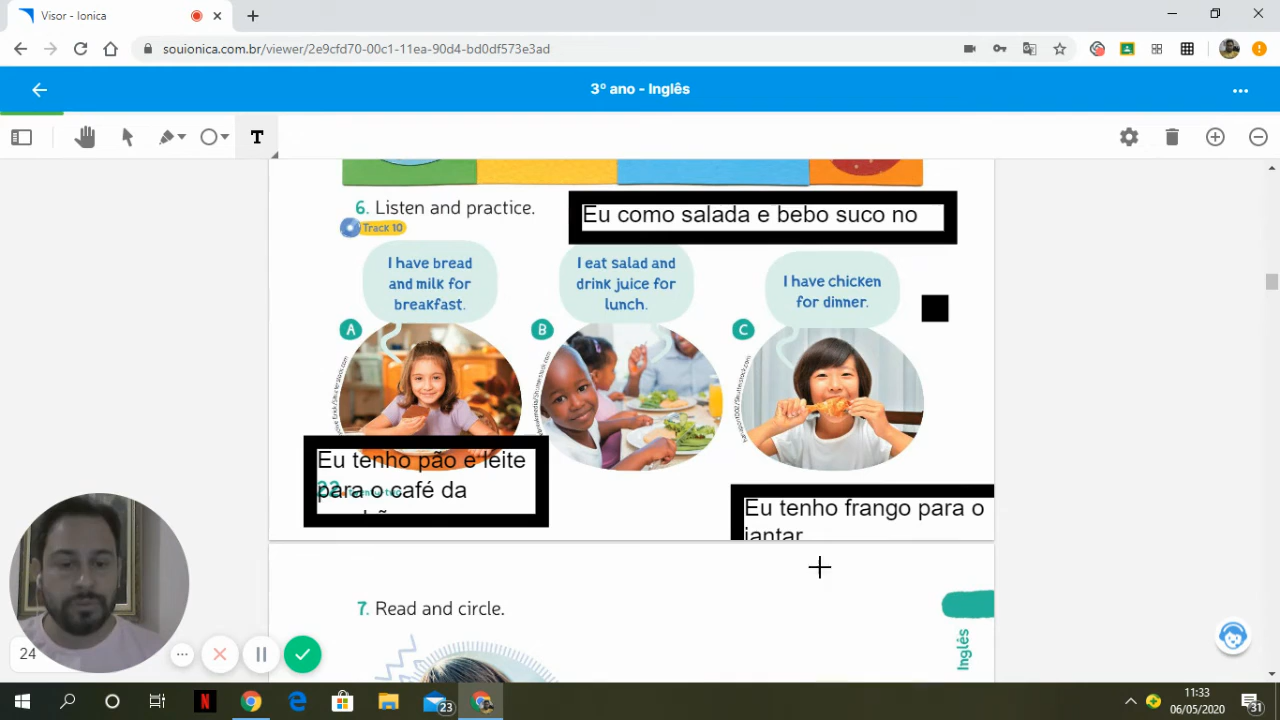 Visor - Ionica
souionica.com.br/viewer/2e9cfd70-00c1-11ea-90d4-bd0df573e3ad
3º ano - Inglês
T
6. Listen and practice.
Track 10
Eu como salada e bebo suco no
I have bread
and milk for
breakfast.
I eat salad and
drink juice for
lunch.
I have chicken
for dinner.
A
B
C
Eu tenho pão e leite
para o café da
Eu tenho frango para o
jantar
7. Read and circle.
Inglês
24
23
11:33
06/05/2020
31